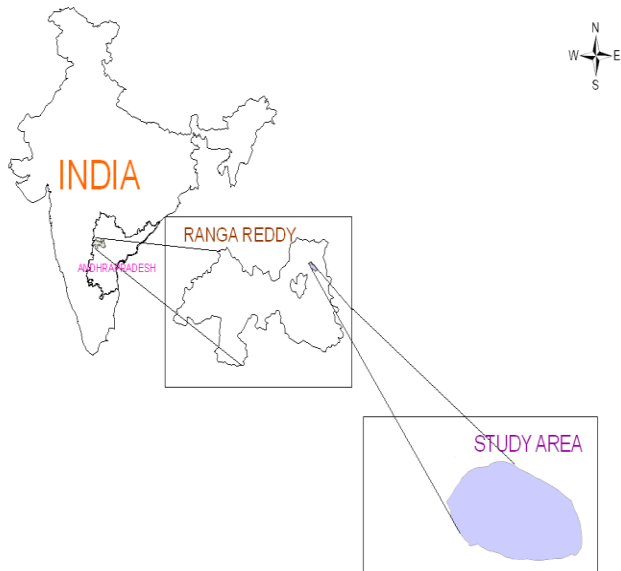 N
W E
S
INDIA
RANGA REDDY
ANDHRAPRADESH
STUDY AREA